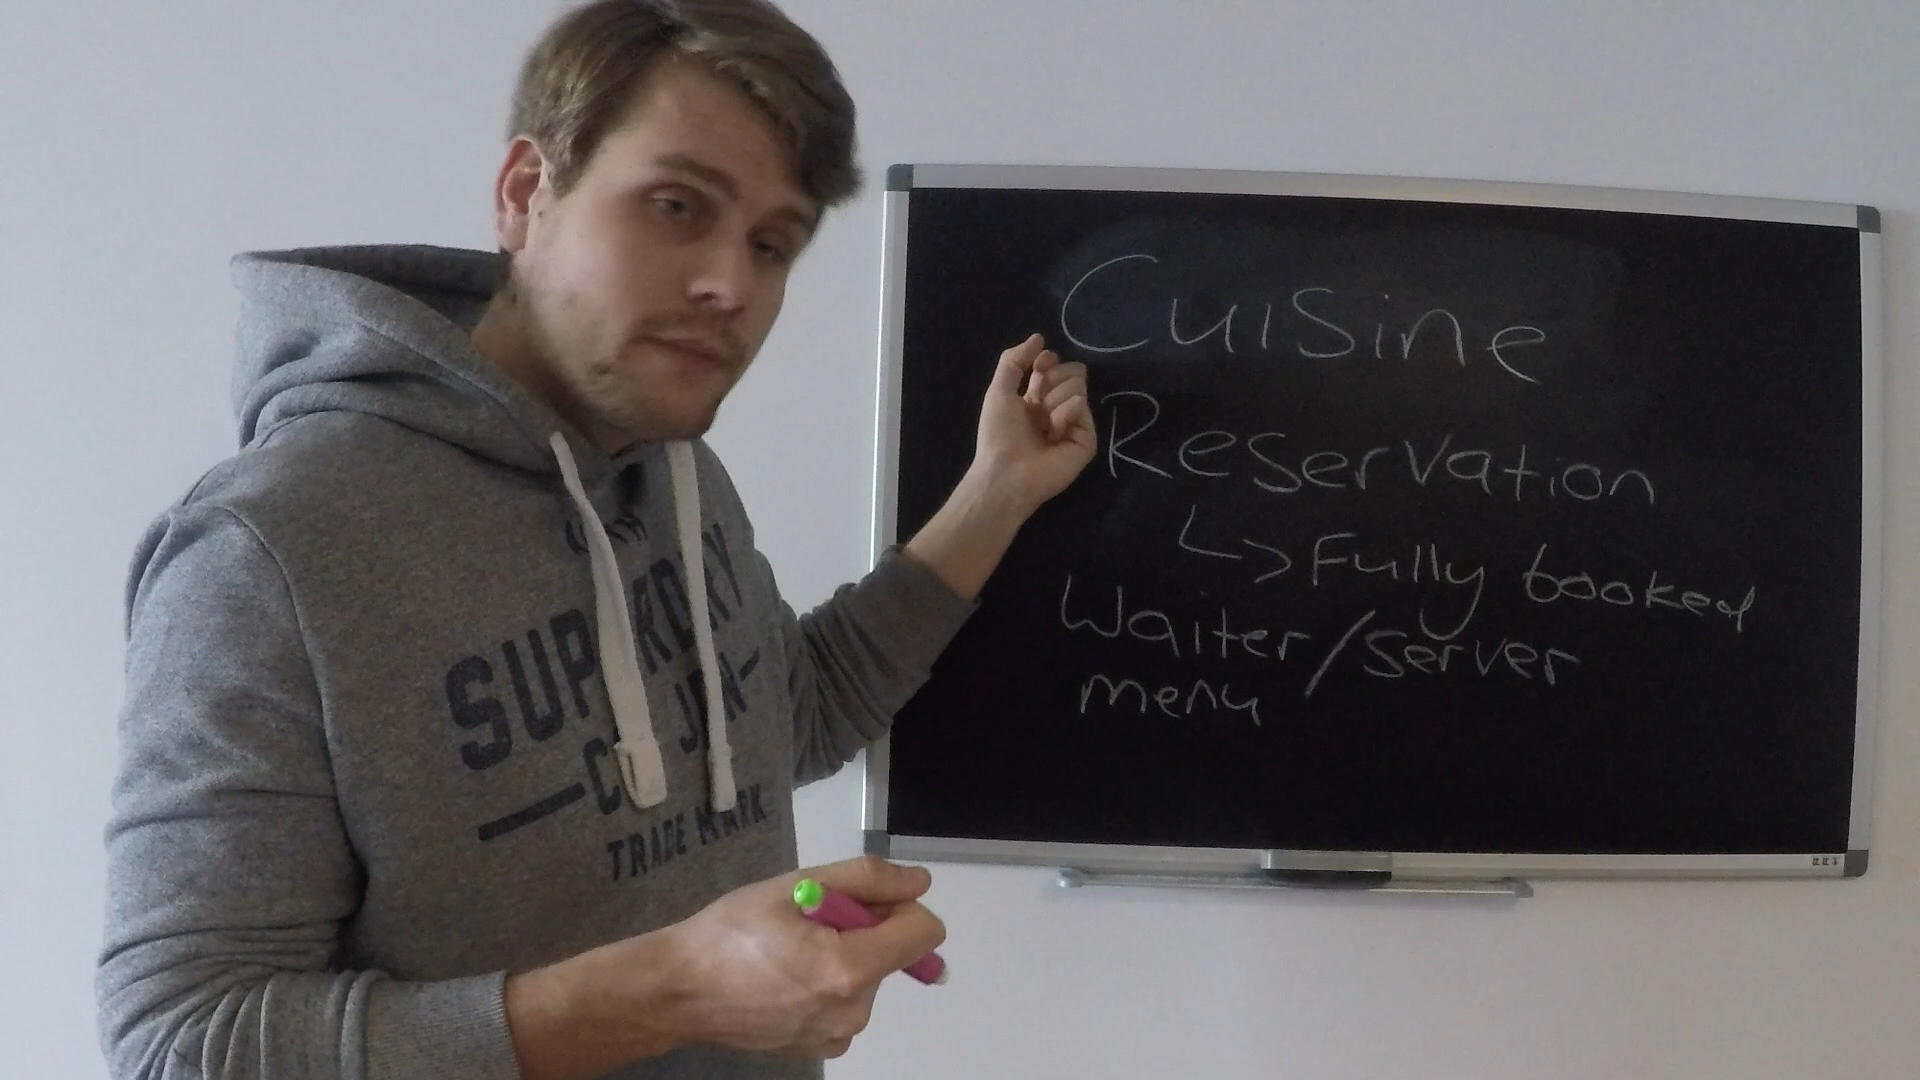 Cuisine
Reservation
↳ Fully booked
Waiter/server
menu
SUPERDRY
TRADE MARK